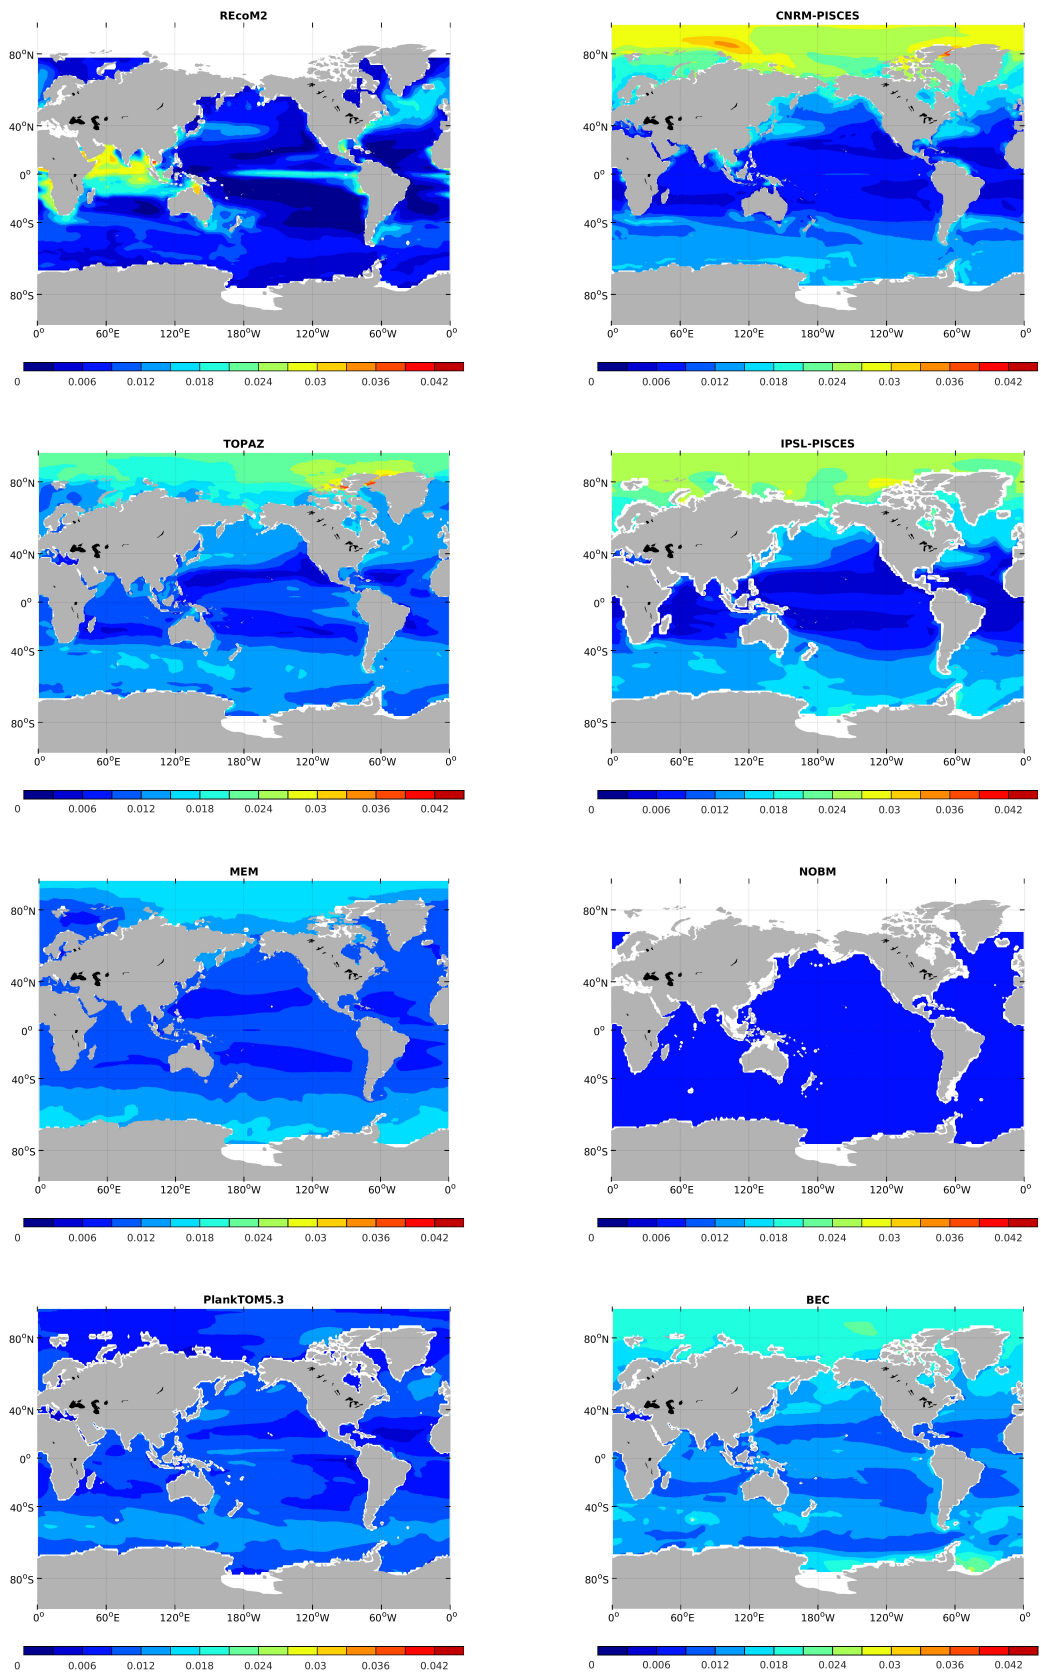 REcoM2 CNRM-PISCES
80°N 80°N
40°N 40°N
0° 0°
40°S 40°S
80°S 80°S
0° 60°E 120°E 180°W 120°W 60°W 0° 0° 60°E 120°E 180°W 120°W 60°W 0°
0 0.006 0.012 0.018 0.024 0.03 0.036 0.042 0 0.006 0.012 0.018 0.024 0.03 0.036 0.042
TOPAZ IPSL-PISCES
80°N 80°N
40°N 40°N
0° 0°
40°S 40°S
80°S 80°S
0° 60°E 120°E 180°W 120°W 60°W 0° 0° 60°E 120°E 180°W 120°W 60°W 0°
0 0.006 0.012 0.018 0.024 0.03 0.036 0.042 0 0.006 0.012 0.018 0.024 0.03 0.036 0.042
MEM NOBM
80°N 80°N
40°N 40°N
0° 0°
40°S 40°S
80°S 80°S
0° 60°E 120°E 180°W 120°W 60°W 0° 0° 60°E 120°E 180°W 120°W 60°W 0°
0 0.006 0.012 0.018 0.024 0.03 0.036 0.042 0 0.006 0.012 0.018 0.024 0.03 0.036 0.042
PlankTOM5.3 BEC
80°N 80°N
40°N 40°N
0° 0°
40°S 40°S
80°S 80°S
0° 60°E 120°E 180°W 120°W 60°W 0° 0° 60°E 120°E 180°W 120°W 60°W 0°
0 0.006 0.012 0.018 0.024 0.03 0.036 0.042 0 0.006 0.012 0.018 0.024 0.03 0.036 0.042